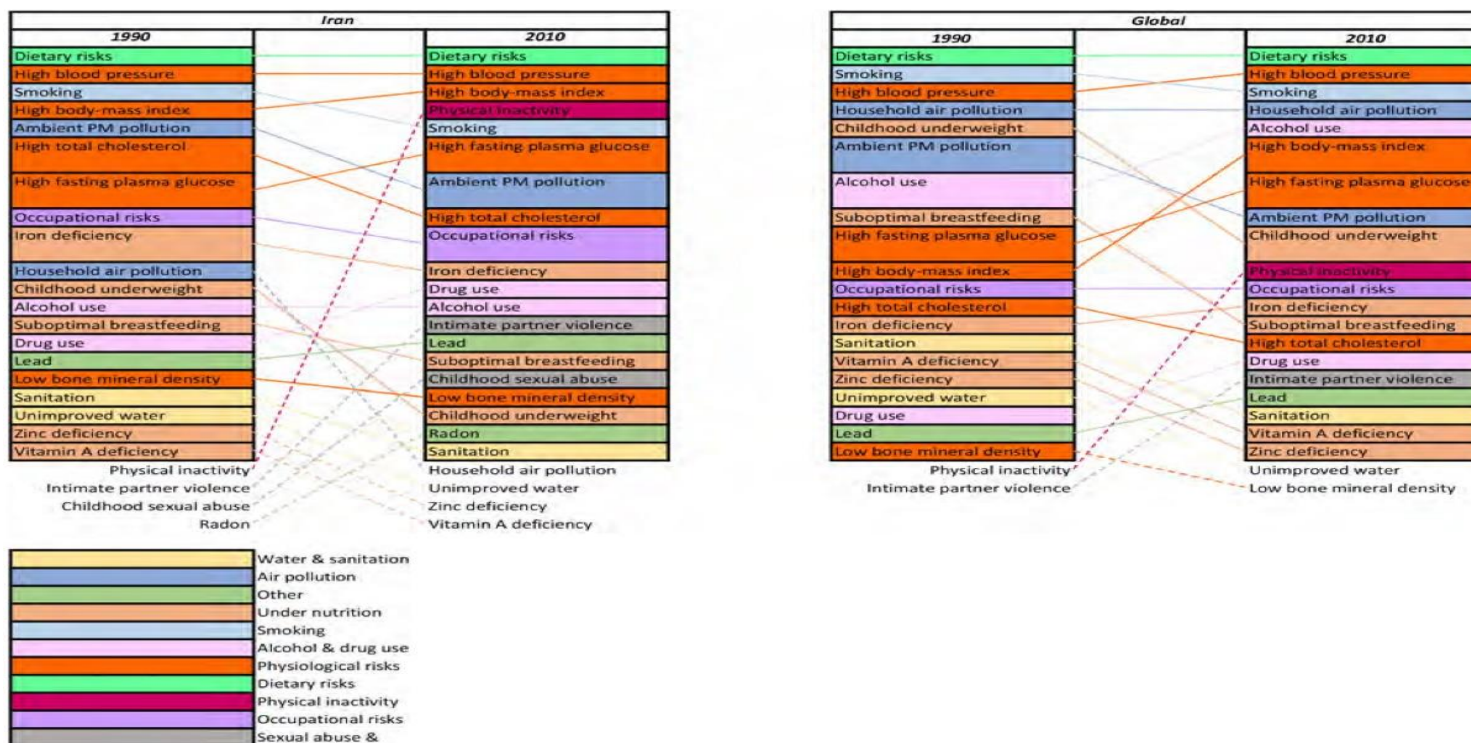 Iran
1990
2010
Dietary risks
High blood pressure
Smoking
High body-mass index
Ambient PM pollution
High total cholesterol
High fasting plasma glucose
Occupational risks
Iron deficiency
Household air pollution
Childhood underweight
Alcohol use
Suboptimal breastfeeding
Drug use
Lead
Low bone mineral density
Sanitation
Unimproved water
Zinc deficiency
Vitamin A deficiency
Physical inactivity
Intimate partner violence
Childhood sexual abuse
Radon
Dietary risks
High blood pressure
High body-mass index
Physical inactivity
Smoking
High fasting plasma glucose
Ambient PM pollution
High total cholesterol
Occupational risks
Iron deficiency
Drug use
Alcohol use
Intimate partner violence
Lead
Suboptimal breastfeeding
Childhood sexual abuse
Low bone mineral density
Childhood underweight
Radon
Sanitation
Household air pollution
Unimproved water
Zinc deficiency
Vitamin A deficiency
Global
1990
2010
Dietary risks
Smoking
High blood pressure
Household air pollution
Childhood underweight
Ambient PM pollution
Alcohol use
Suboptimal breastfeeding
High fasting plasma glucose
High body-mass index
Occupational risks
High total cholesterol
Iron deficiency
Sanitation
Vitamin A deficiency
Zinc deficiency
Unimproved water
Drug use
Lead
Low bone mineral density
Physical inactivity
Intimate partner violence
Dietary risks
High blood pressure
Smoking
Household air pollution
Alcohol use
High body-mass index
High fasting plasma glucose
Ambient PM pollution
Childhood underweight
Physical inactivity
Occupational risks
Iron deficiency
Suboptimal breastfeeding
High total cholesterol
Drug use
Intimate partner violence
Lead
Sanitation
Vitamin A deficiency
Zinc deficiency
Unimproved water
Low bone mineral density
Water & sanitation
Air pollution
Other
Under nutrition
Smoking
Alcohol & drug use
Physiological risks
Dietary risks
Physical inactivity
Occupational risks
Sexual abuse &